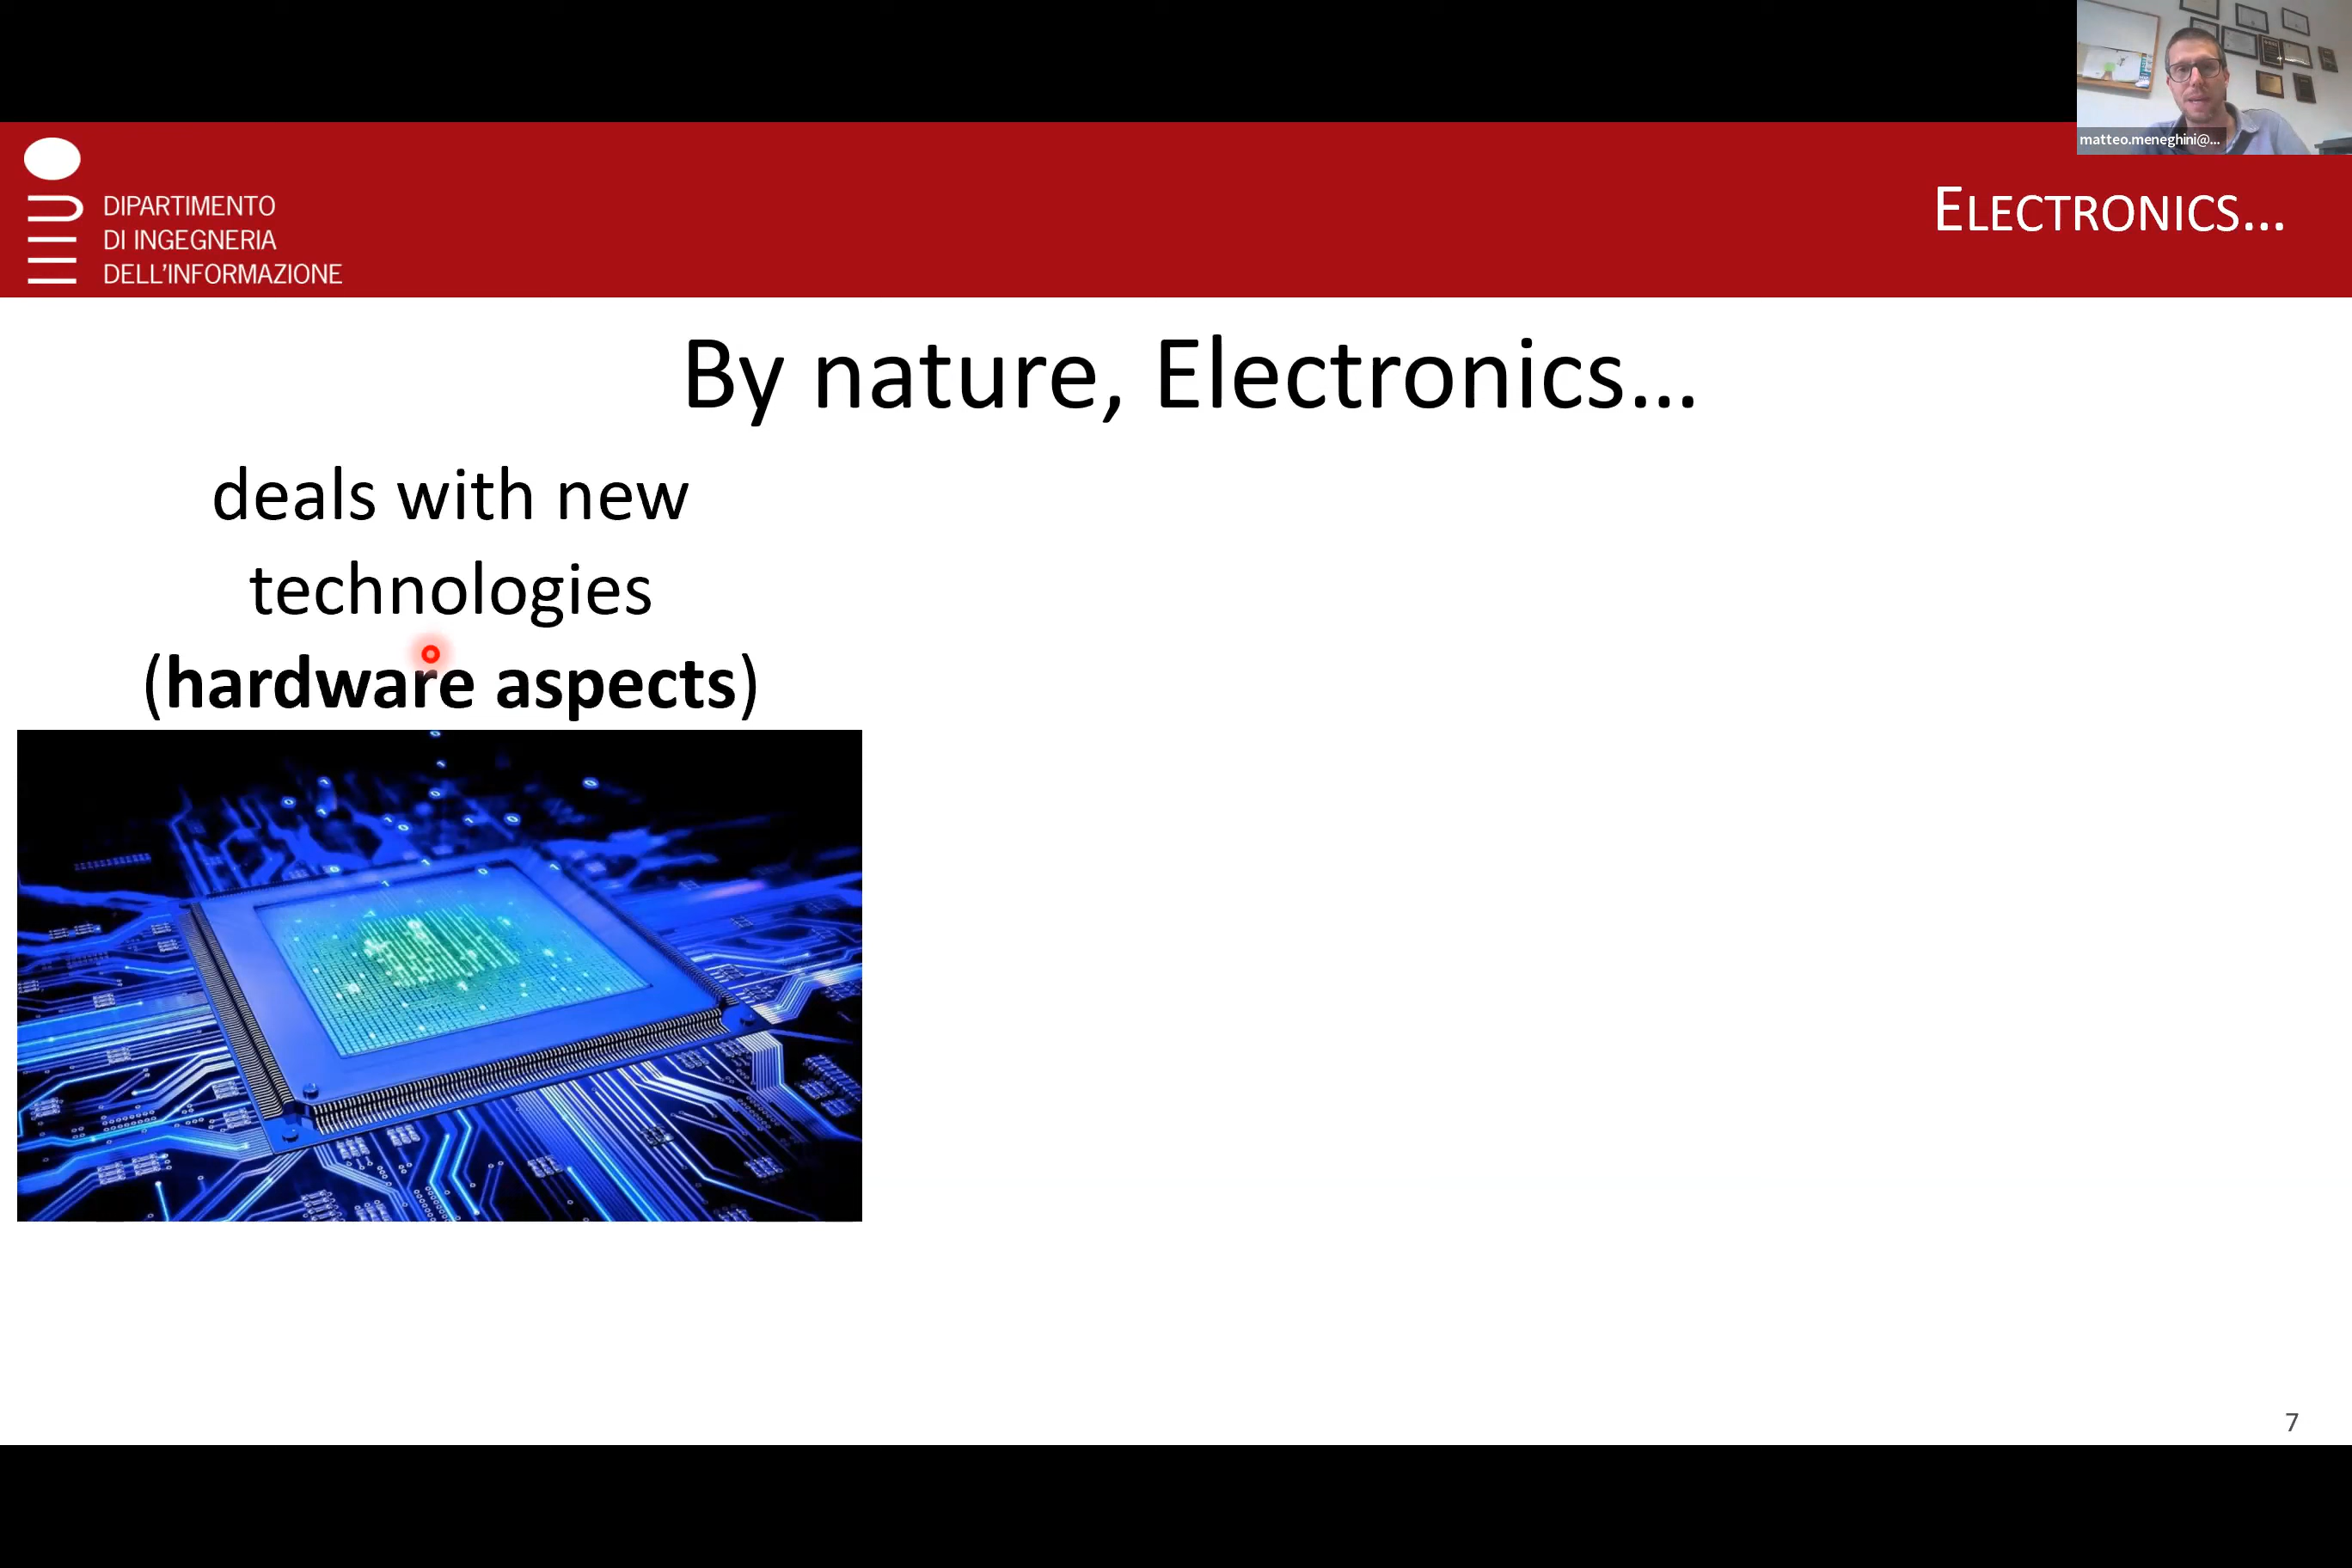 matteo.meneghini@...
DIPARTIMENTO
DI INGEGNERIA
DELL'INFORMAZIONE
ELECTRONICS...
By nature, Electronics...
deals with new
technologies
(hardware aspects)
7